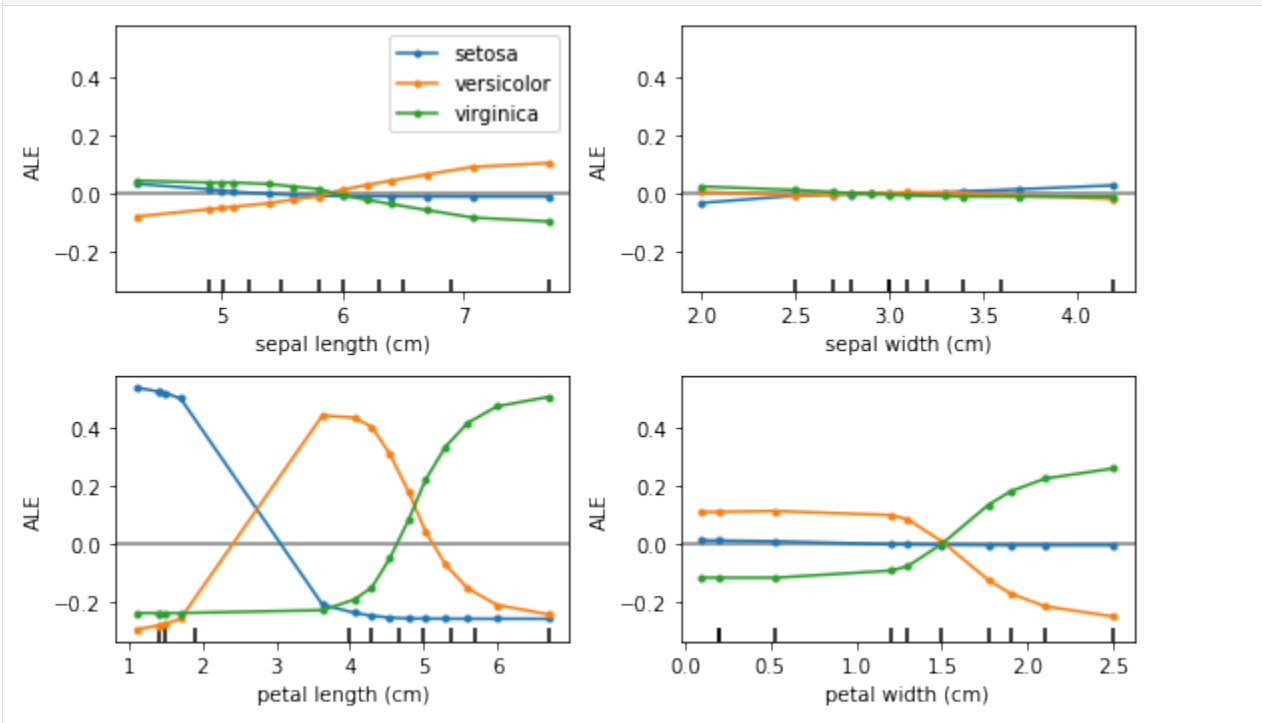 0.4
0.2
0.0
−0.2
ALE
setosa
versicolor
virginica
5 6 7
sepal length (cm)
0.4
0.2
0.0
−0.2
ALE
2.0 2.5 3.0 3.5 4.0
sepal width (cm)
0.4
0.2
0.0
−0.2
ALE
1 2 3 4 5 6
petal length (cm)
0.4
0.2
0.0
−0.2
ALE
0.0 0.5 1.0 1.5 2.0 2.5
petal width (cm)